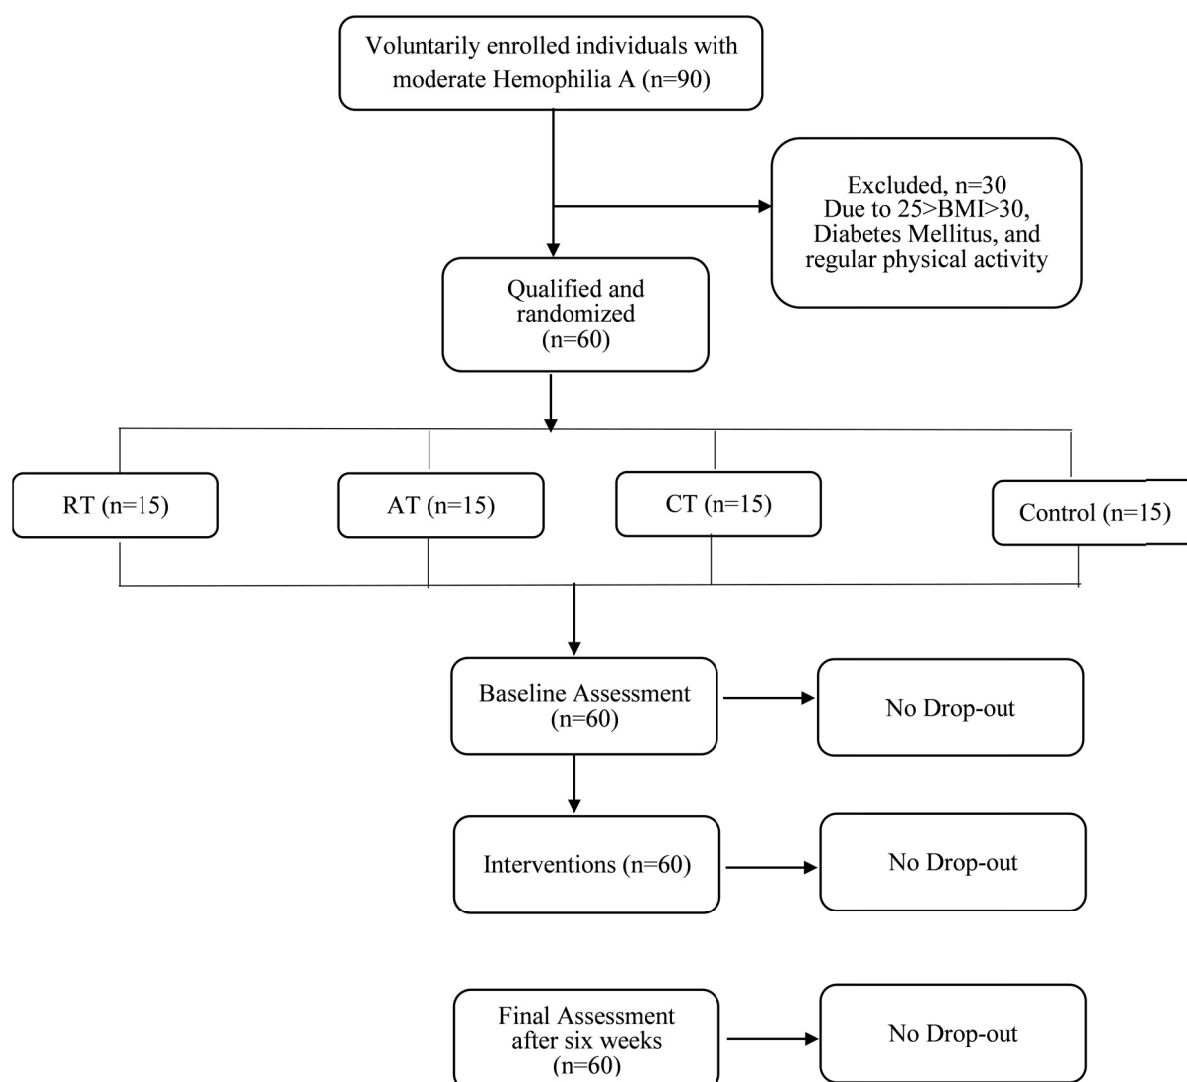 Voluntarily enrolled individuals with
moderate Hemophilia A (n=90)
Excluded, n=30
Due to 25>BMI>30,
Diabetes Mellitus, and
regular physical activity
Qualified and
randomized
(n=60)
RT (n=15)
AT (n=15)
CT (n=15)
Control (n=15)
Baseline Assessment
(n=60)
No Drop-out
Interventions (n=60)
No Drop-out
Final Assessment
after six weeks
(n=60)
No Drop-out